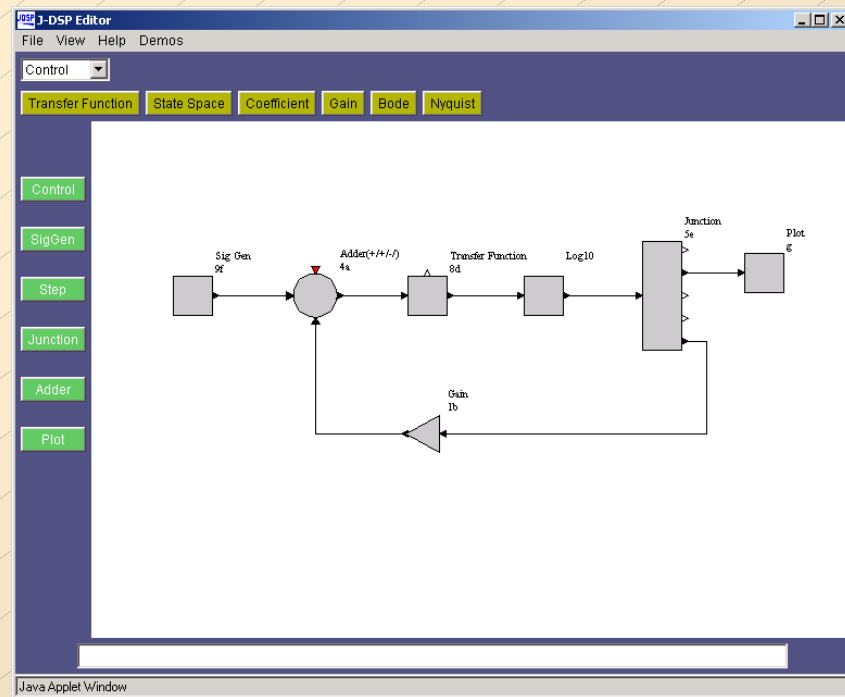 JDSP J-DSP Editor
File View Help Demos
Control
Transfer Function State Space Coefficient Gain Bode Nyquist
Control
SigGen
Step
Junction
Adder
Plot
Sig Gen
9f
Adder(+/+/-/)
4a
Transfer Function
8d
Log10
Junction
5e
Plot
g
Gain
1b
Java Applet Window